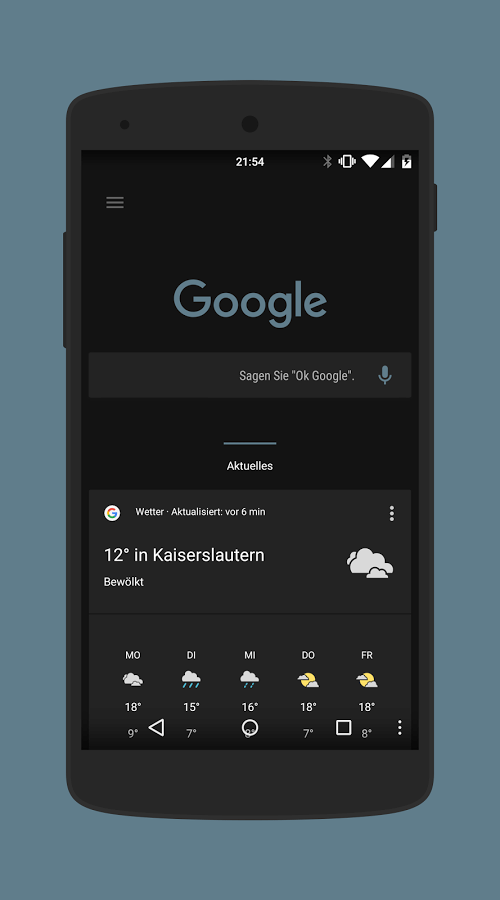 21:54
Google
Sagen Sie "Ok Google".
Aktuelles
G Wetter · Aktualisiert: vor 6 min
12° in Kaiserslautern
Bewölkt
MO DI MI DO FR
18° 15° 16° 18° 18°
9° 7° 7° 8°